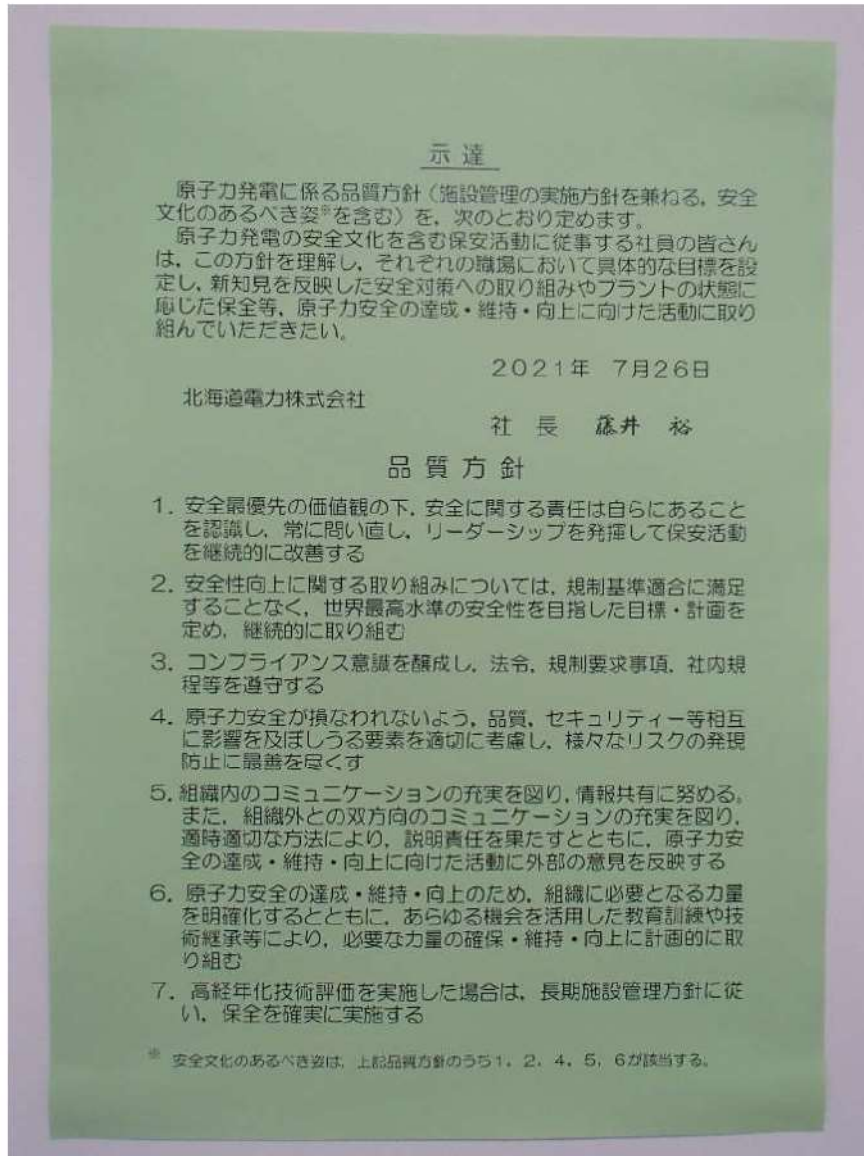 示達
原子力発電に係る品質方針（施設管理の実施方針を兼ねる，安全
文化のあるべき姿※を含む）を，次のとおり定めます。
原子力発電の安全文化を含む保安活動に従事する社員の皆さん
は，この方針を理解し，それぞれの職場において具体的な目標を設
定し，新知見を反映した安全対策への取り組みやプラントの状態に
応じた保全等，原子力安全の達成・維持・向上に向けた活動に取り
組んでいただきたい。
2021年 7月26日
北海道電力株式会社
社 長 藤井 裕
品質方針
1．安全最優先の価値観の下，安全に関する責任は自らにあること
を認識し，常に問い直し，リーダーシップを発揮して保安活動
を継続的に改善する
2．安全性向上に関する取り組みについては，規制基準適合に満足
することなく，世界最高水準の安全性を目指した目標・計画を
定め，継続的に取り組む
3．コンプライアンス意識を醸成し，法令，規制要求事項，社内規
程等を遵守する
4．原子力安全が損なわれないよう，品質，セキュリティー等相互
に影響を及ぼしうる要素を適切に考慮し，様々なリスクの発現
防止に最善を尽くす
5．組織内のコミュニケーションの充実を図り，情報共有に努める。
また，組織外との双方向のコミュニケーションの充実を図り，
適時適切な方法により，説明責任を果たすとともに，原子力安
全の達成・維持・向上に向けた活動に外部の意見を反映する
6．原子力安全の達成・維持・向上のため，組織に必要となる力量
を明確化するとともに，あらゆる機会を活用した教育訓練や技
術継承等により，必要な力量の確保・維持・向上に計画的に取
り組む
7．高経年化技術評価を実施した場合は，長期施設管理方針に従
い，保全を確実に実施する
※ 安全文化のあるべき姿は，上記品質方針のうち1，2，4，5，6が該当する。